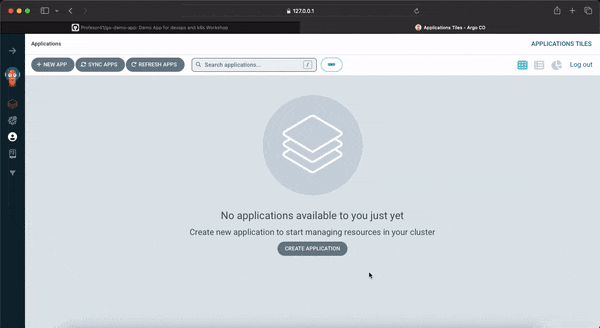 127.0.0.1
Profesor41/go-demo-app: Demo App for devops and k8s Workshop
Applications Tiles - Argo CD
Applications
APPLICATIONS TILES
+ NEW APP
SYNC APPS
REFRESH APPS
Search applications...
/
Log out
No applications available to you just yet
Create new application to start managing resources in your cluster
CREATE APPLICATION